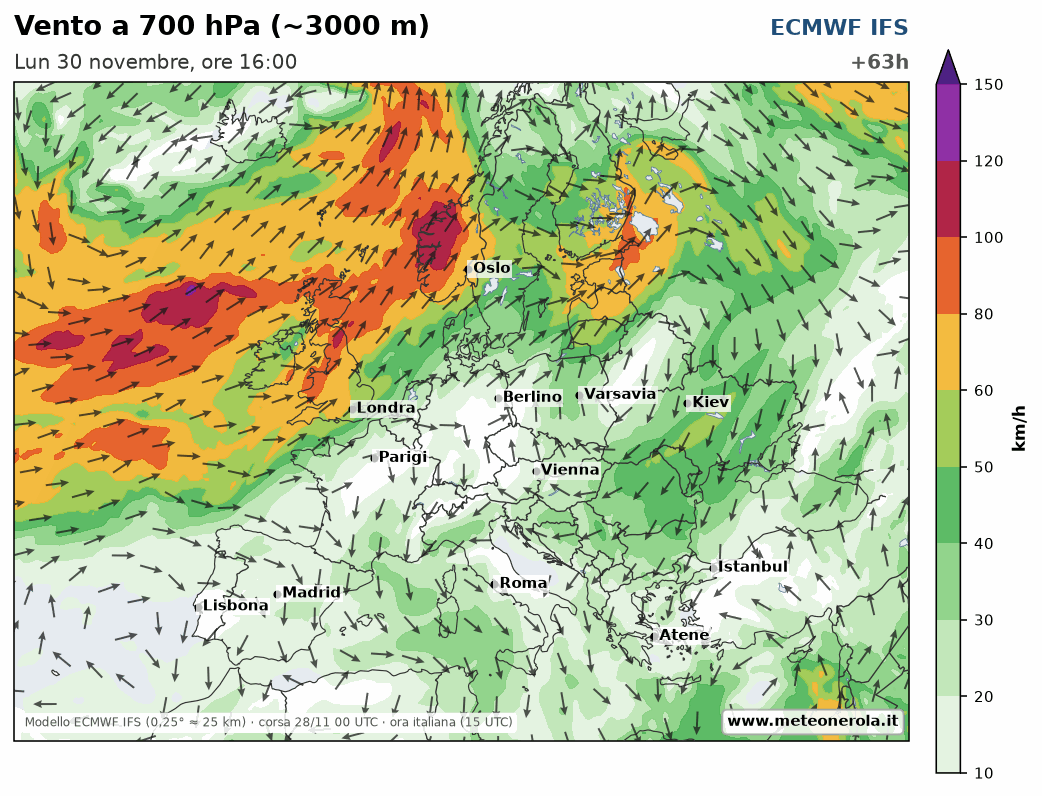 Vento a 700 hPa (~3000 m)
ECMWF IFS
Lun 30 novembre, ore 16:00
+63h
150
120
100
80
60
50
40
30
20
10
km/h
Oslo
Londra
Berlino
Varsavia
Kiev
Parigi
Vienna
Istanbul
Roma
Madrid
Lisbona
Atene
Modello ECMWF IFS (0,25° ≈ 25 km) · corsa 28/11 00 UTC · ora italiana (15 UTC)
www.meteonerola.it